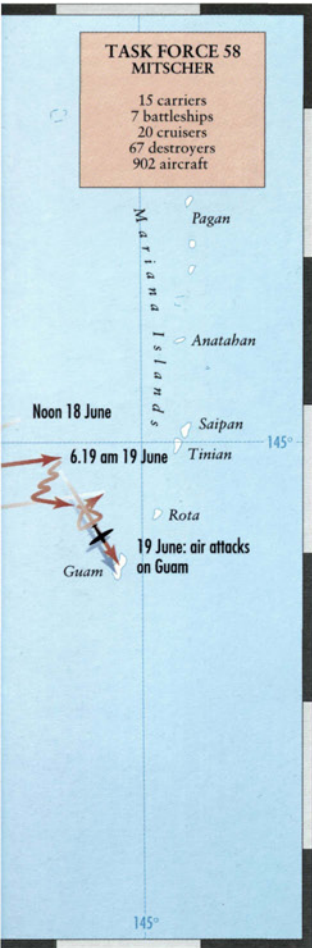 TASK FORCE 58
MITSCHER
15 carriers
7 battleships
20 cruisers
67 destroyers
902 aircraft
Pagan
Mariana Islands
Anatahan
Noon 18 June
Saipan
145°
6.19 am 19 June
Tinian
Rota
19 June: air attacks
on Guam
Guam
145°